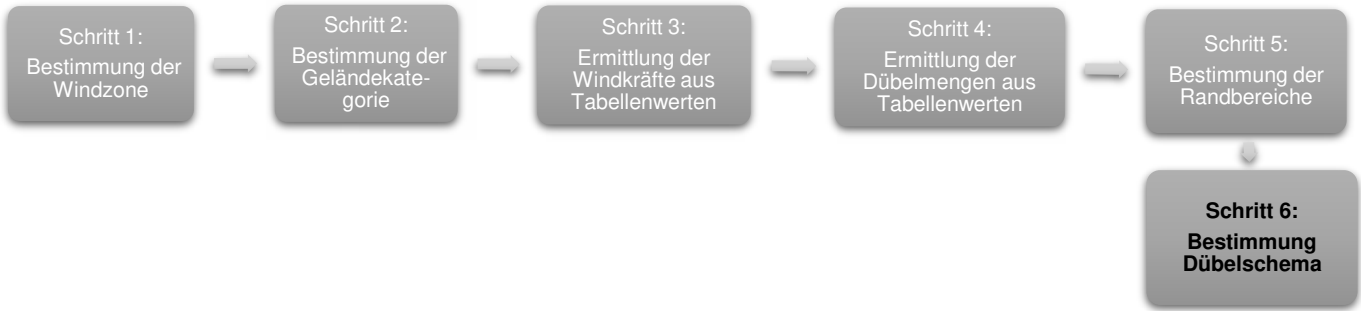 Schritt 1:
Bestimmung der
Windzone
Schritt 2:
Bestimmung der
Geländekate-
gorie
Schritt 3:
Ermittlung der
Windkräfte aus
Tabellenwerten
Schritt 4:
Ermittlung der
Dübelmengen aus
Tabellenwerten
Schritt 5:
Bestimmung der
Randbereiche
Schritt 6:
Bestimmung
Dübelschema